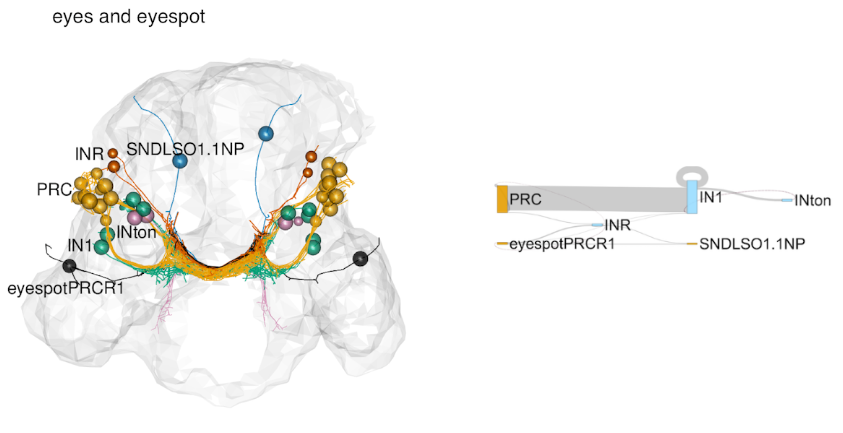 eyes and eyespot
INR
SNDLSO1.1NP
PRC
INton
IN1
eyespotPRCR1
PRC
IN1
INton
INR
eyespotPRCR1
SNDLSO1.1NP